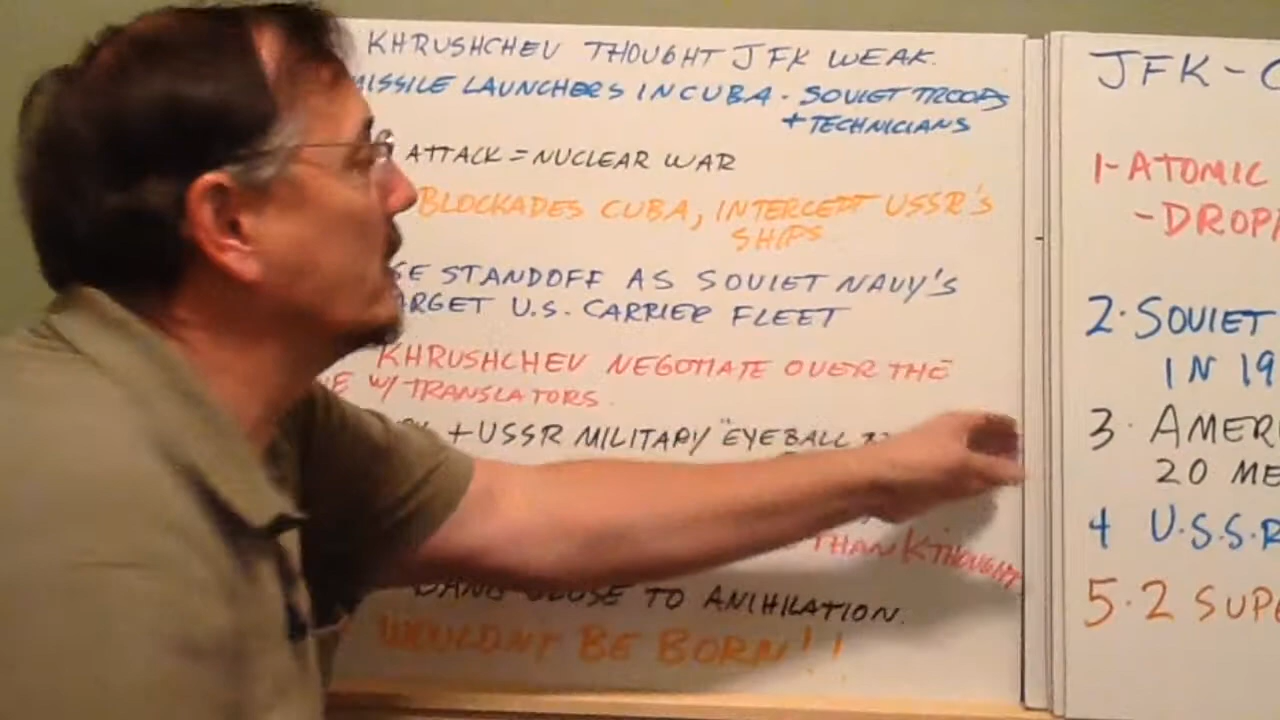 KHRUSHCHEV THOUGHT JFK WEAK.
MISSILE LAUNCHERS IN CUBA - SOVIET TROOPS
+ TECHNICIANS
ATTACK = NUCLEAR WAR
BLOCKADES CUBA, INTERCEPT USSR'S
SHIPS
SE STANDOFF AS SOVIET NAVY'S
ARGET U.S. CARRIER FLEET
KHRUSHCHEV NEGOTIATE OVER THE
E W/ TRANSLATORS.
+ USSR MILITARY "EYEBALL
THAN K THOUGHT
CLOSE TO ANIHILATION.
WOULDNT BE BORN!!
JFK - C
1- ATOMIC
- DROP
2. SOVIET
IN 19
3. AMER
20 ME
4 U.S.S.R
5. 2 SUP